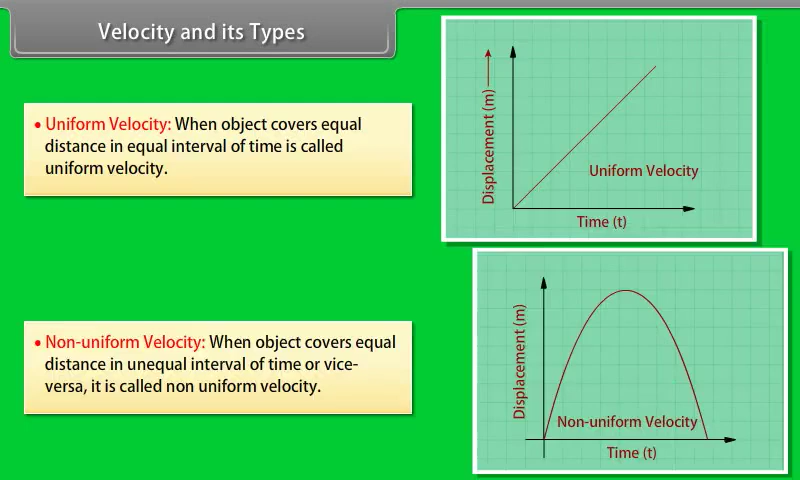 Velocity and its Types
• Uniform Velocity: When object covers equal
distance in equal interval of time is called
uniform velocity.
Displacement (m)
Uniform Velocity
Time (t)
• Non-uniform Velocity: When object covers equal
distance in unequal interval of time or vice-
versa, it is called non uniform velocity.
Displacement (m)
Non-uniform Velocity
Time (t)